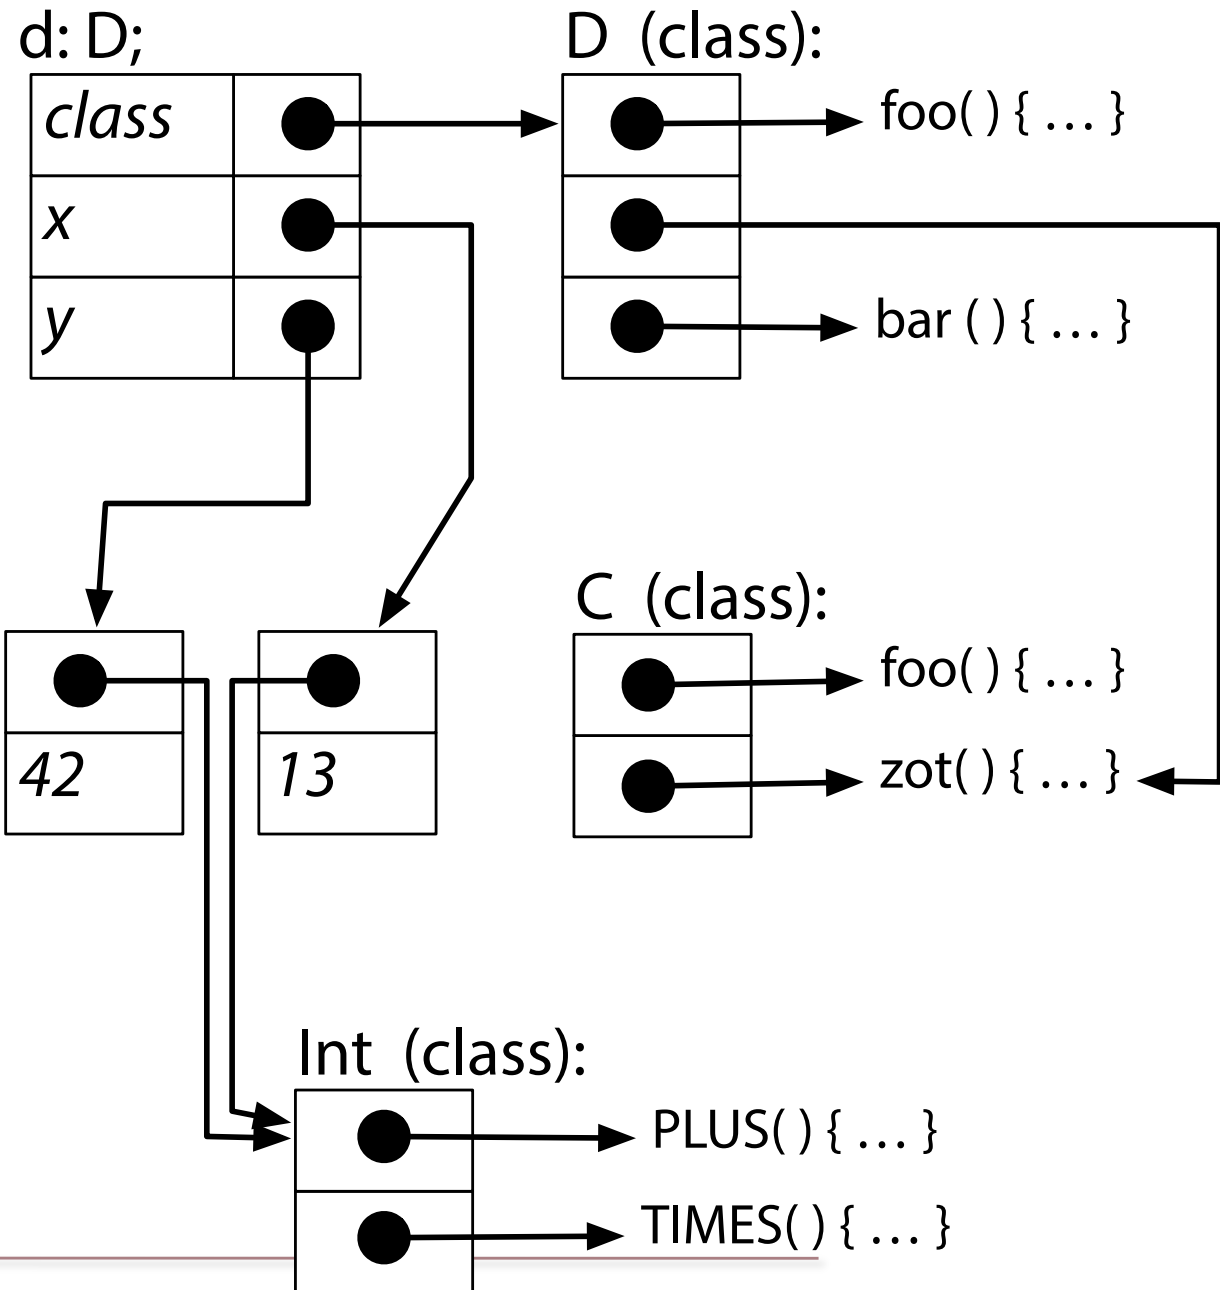 d: D;
D (class):
class
foo( ) { … }
x
y
bar ( ) { … }
C (class):
foo( ) { … }
42
13
zot( ) { … }
Int (class):
PLUS( ) { … }
TIMES( ) { … }